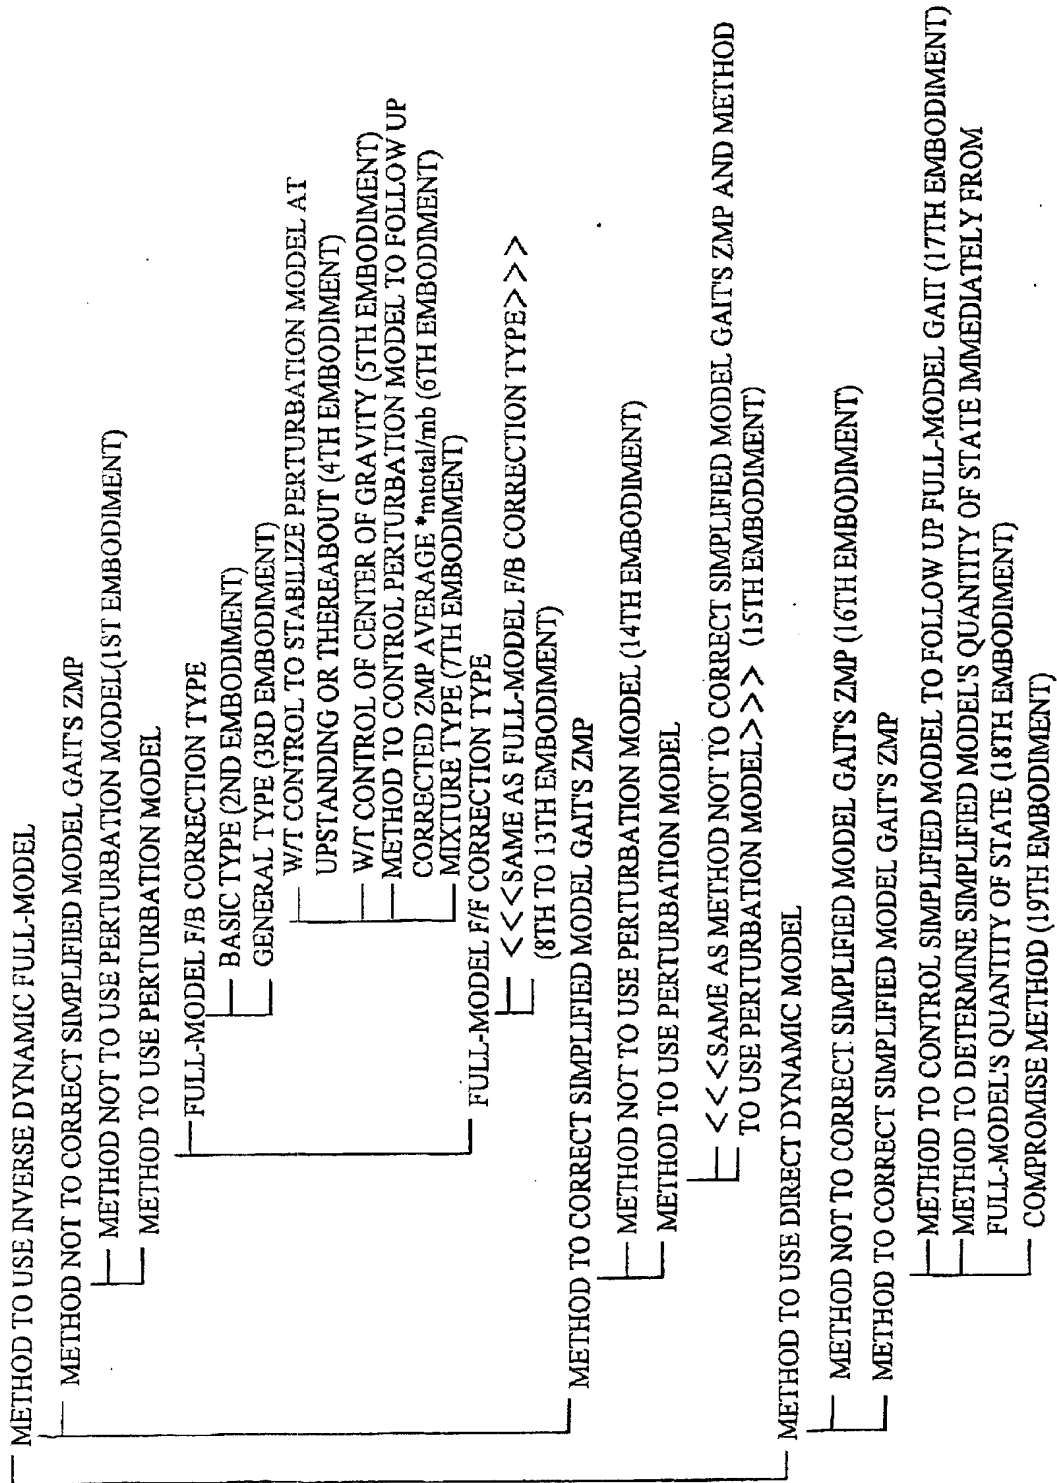 METHOD TO USE INVERSE DYNAMIC FULL-MODEL
METHOD NOT TO CORRECT SIMPLIFIED MODEL GAIT'S ZMP
METHOD NOT TO USE PERTURBATION MODEL(1ST EMBODIMENT)
METHOD TO USE PERTURBATION MODEL
FULL-MODEL F/B CORRECTION TYPE
BASIC TYPE (2ND EMBODIMENT)
GENERAL TYPE (3RD EMBODIMENT)
W/T CONTROL TO STABILIZE PERTURBATION MODEL AT
UPSTANDING OR THEREABOUT (4TH EMBODIMENT)
W/T CONTROL OF CENTER OF GRAVITY (5TH EMBODIMENT)
METHOD TO CONTROL PERTURBATION MODEL TO FOLLOW UP
CORRECTED ZMP AVERAGE *mtotal/mb (6TH EMBODIMENT)
MIXTURE TYPE (7TH EMBODIMENT)
FULL-MODEL F/F CORRECTION TYPE
<<<SAME AS FULL-MODEL F/B CORRECTION TYPE>>>
(8TH TO 13TH EMBODIMENT)
METHOD TO CORRECT SIMPLIFIED MODEL GAIT'S ZMP
METHOD NOT TO USE PERTURBATION MODEL (14TH EMBODIMENT)
METHOD TO USE PERTURBATION MODEL
<<<SAME AS METHOD NOT TO CORRECT SIMPLIFIED MODEL GAIT'S ZMP AND METHOD
TO USE PERTURBATION MODEL>>> (15TH EMBODIMENT)
METHOD TO USE DIRECT DYNAMIC MODEL
METHOD NOT TO CORRECT SIMPLIFIED MODEL GAIT'S ZMP (16TH EMBODIMENT)
METHOD TO CORRECT SIMPLIFIED MODEL GAIT'S ZMP
METHOD TO CONTROL SIMPLIFIED MODEL TO FOLLOW UP FULL-MODEL GAIT (17TH EMBODIMENT)
METHOD TO DETERMINE SIMPLIFIED MODEL'S QUANTITY OF STATE IMMEDIATELY FROM
FULL-MODEL'S QUANTITY OF STATE (18TH EMBODIMENT)
COMPROMISE METHOD (19TH EMBODIMENT)